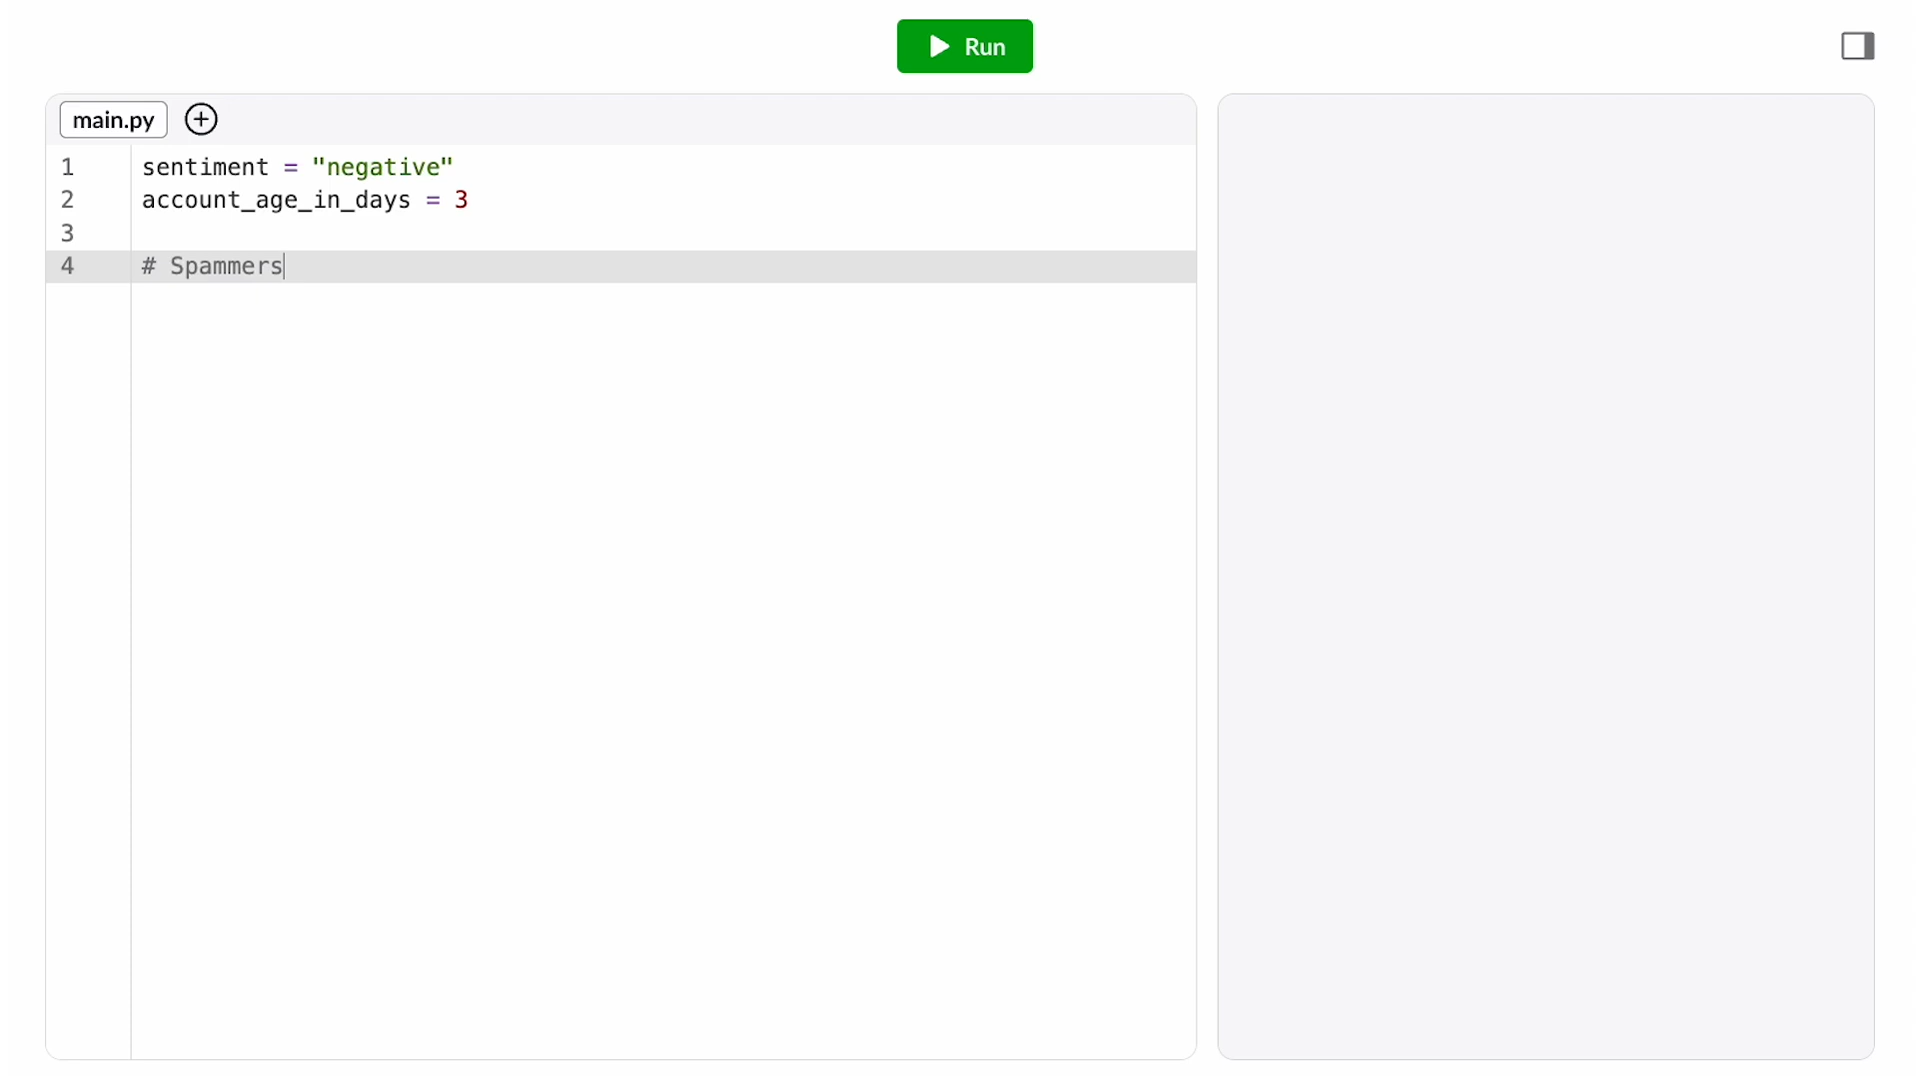 Run
main.py
1 sentiment = "negative"
2 account_age_in_days = 3
3
4 # Spammers